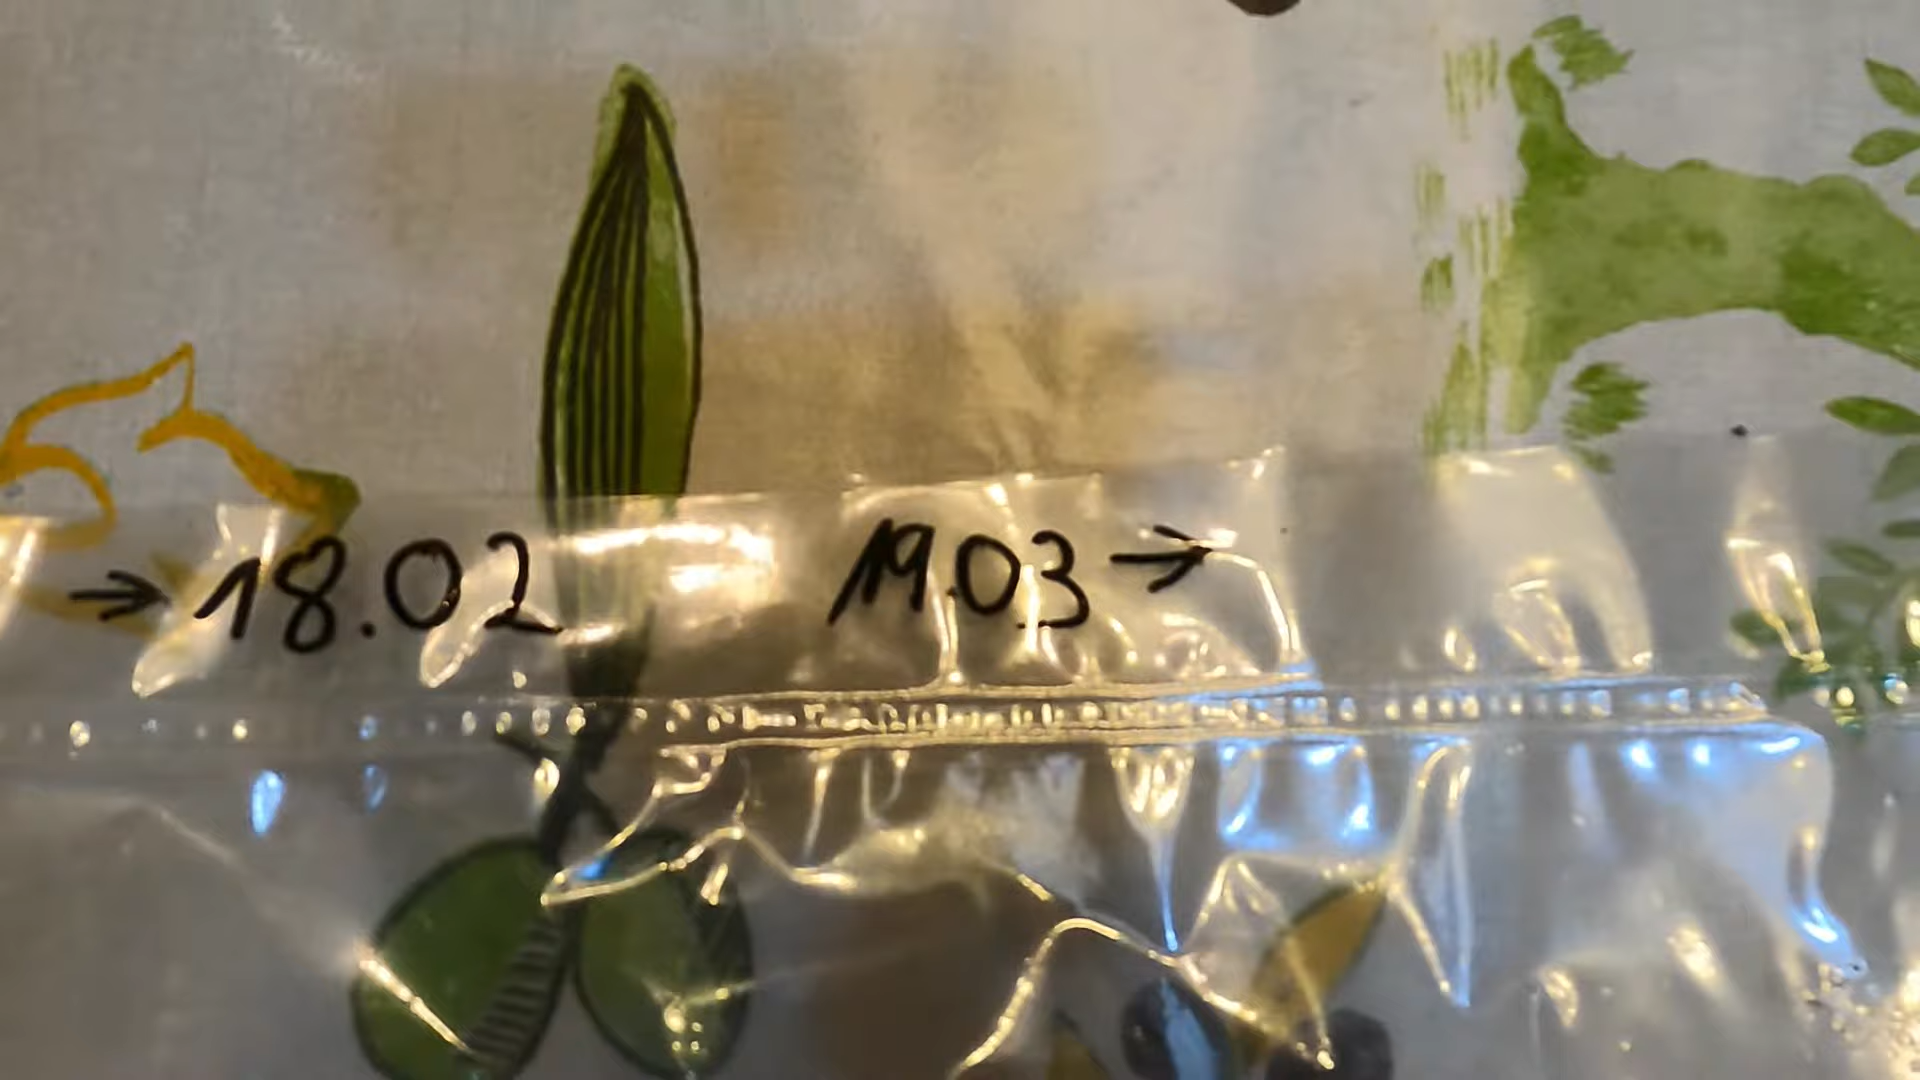 → 18.02 19.03 →